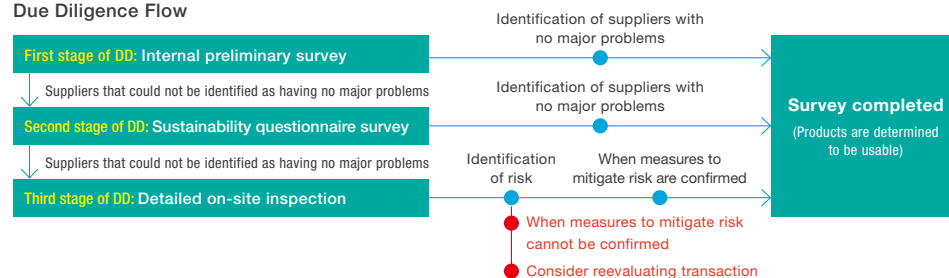 Due Diligence Flow
First stage of DD: Internal preliminary survey
Identification of suppliers with
no major problems
Suppliers that could not be identified as having no major problems
Second stage of DD: Sustainability questionnaire survey
Identification of suppliers with
no major problems
Suppliers that could not be identified as having no major problems
Third stage of DD: Detailed on-site inspection
Identification
of risk
When measures to
mitigate risk are confirmed
When measures to mitigate risk
cannot be confirmed
Consider reevaluating transaction
Survey completed
(Products are determined
to be usable)